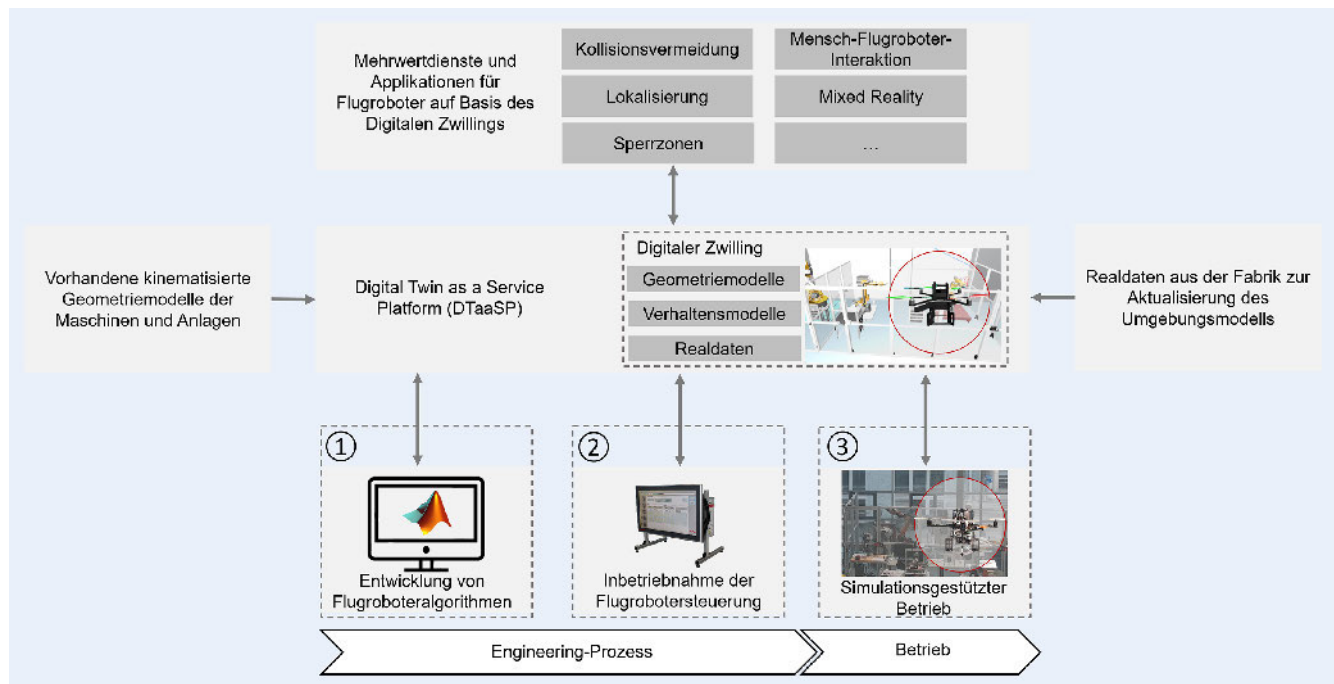 Mehrwertdienste und
Applikationen für
Flugroboter auf Basis des
Digitalen Zwillings
Kollisionsvermeidung
Lokalisierung
Sperrzonen
Mensch-Flugroboter-
Interaktion
Mixed Reality
...
Vorhandene kinematisierte
Geometriemodelle der
Maschinen und Anlagen
Digital Twin as a Service
Platform (DTaaSP)
Digitaler Zwilling
Geometriemodelle
Verhaltensmodelle
Realdaten
Realdaten aus der Fabrik zur
Aktualisierung des
Umgebungsmodells
1
Entwicklung von
Flugroboteralgorithmen
2
Inbetriebnahme der
Flugrobotersteuerung
3
Simulationsgestützter
Betrieb
Engineering-Prozess
Betrieb